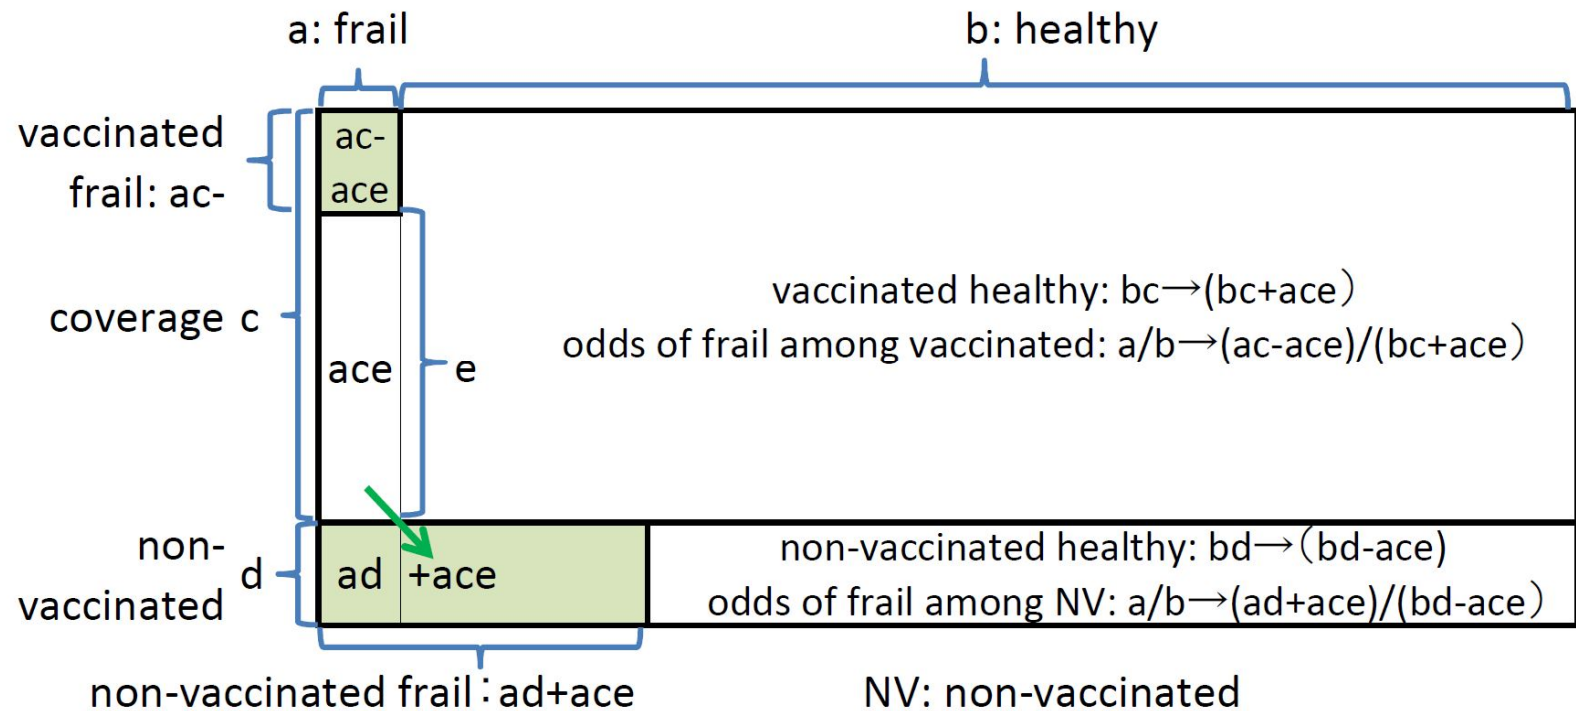 a: frail
b: healthy
vaccinated
frail: ac-
ac-
ace
coverage c
ace
e
vaccinated healthy: bc→(bc+ace）
odds of frail among vaccinated: a/b→(ac-ace)/(bc+ace）
non-
vaccinated
d
ad
+ace
non-vaccinated healthy: bd→（bd-ace)
odds of frail among NV: a/b→(ad+ace)/(bd-ace）
non-vaccinated frail：ad+ace
NV: non-vaccinated